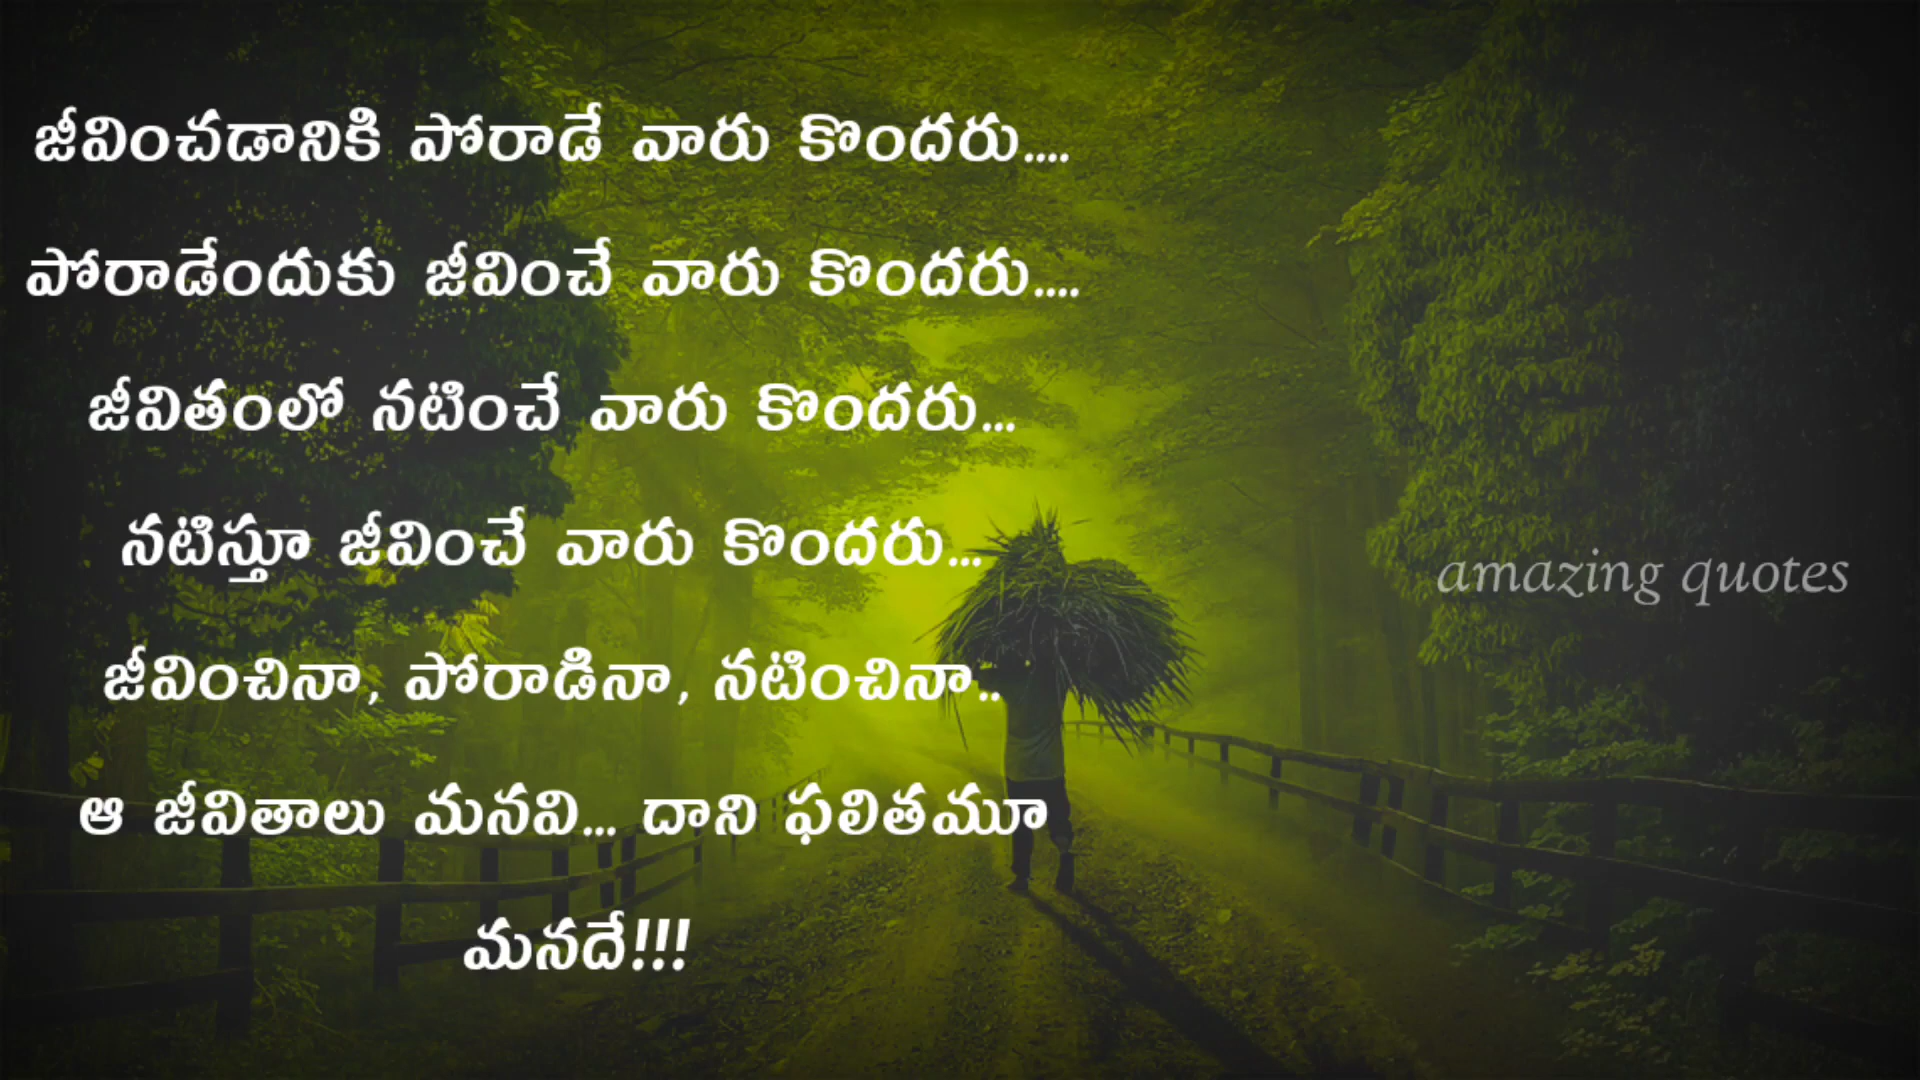 జీవించడానికి పోరాడే వారు కొందరు....
పోరాడేందుకు జీవించే వారు కొందరు....
జీవితంలో నటించే వారు కొందరు...
నటిస్తూ జీవించే వారు కొందరు...
జీవించినా, పోరాడినా, నటించినా..
ఆ జీవితాలు మనవి... దాని ఫలితమూ
మనదే!!!
amazing quotes